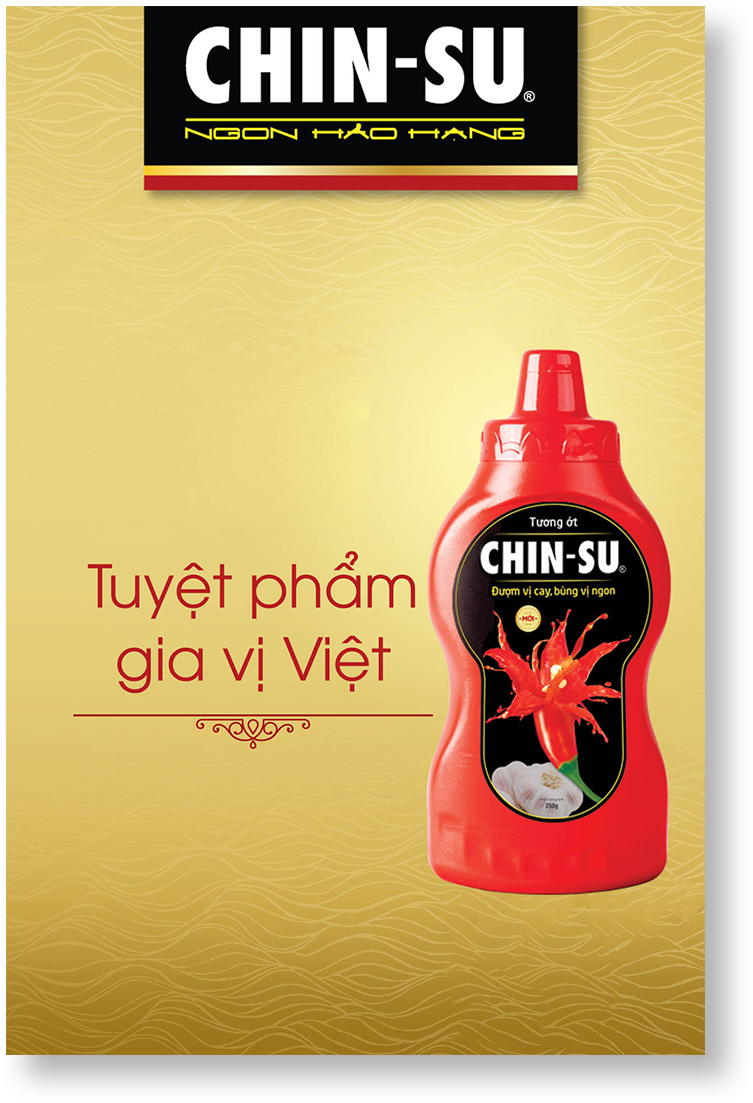 CHIN-SU®
NGON HẢO HẠNG
Tương ớt
CHIN-SU®
Đượm vị cay, bùng vị ngon
MỚI
Tuyệt phẩm
gia vị Việt
250g